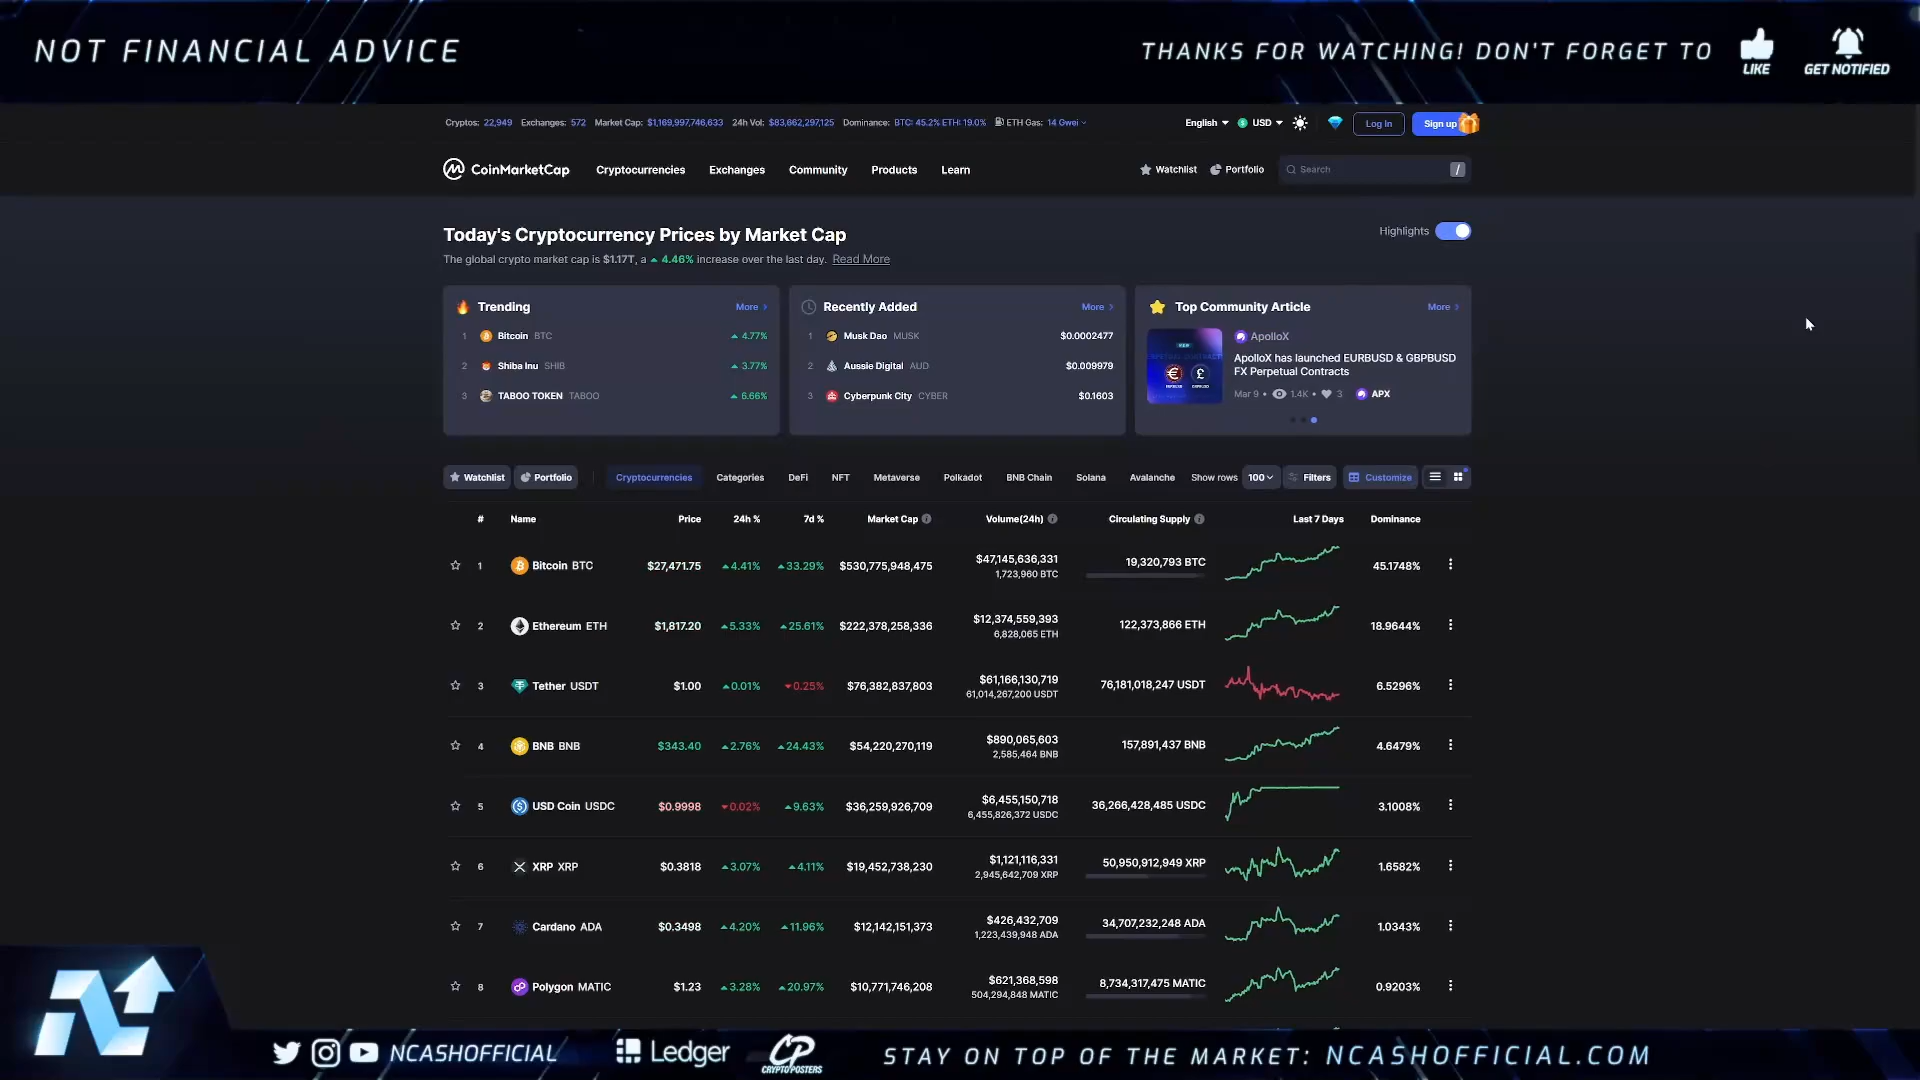 NOT FINANCIAL ADVICE
THANKS FOR WATCHING! DON'T FORGET TO
LIKE
GET NOTIFIED
Cryptos: 22,949 Exchanges: 572 Market Cap: $1,169,997,746,633 24h Vol: $83,662,297,125 Dominance: BTC: 45.2% ETH: 19.0% ETH Gas: 14 Gwei
English USD Log In Sign up
CoinMarketCap Cryptocurrencies Exchanges Community Products Learn Watchlist Portfolio Search /
Today's Cryptocurrency Prices by Market Cap
Highlights
The global crypto market cap is $1.17T, a 4.46% increase over the last day. Read More
Trending More
1 Bitcoin BTC 4.77%
2 Shiba Inu SHIB 3.77%
3 TABOO TOKEN TABOO 6.66%
Recently Added More
1 Musk Dao MUSK $0.0002477
2 Aussie Digital AUD $0.009979
3 Cyberpunk City CYBER $0.1603
Top Community Article More
ApolloX
ApolloX has launched EURBUSD & GBPBUSD
FX Perpetual Contracts
Mar 9 • 1.4K • 3 APX
Watchlist Portfolio Cryptocurrencies Categories DeFi NFT Metaverse Polkadot BNB Chain Solana Avalanche Show rows 100 Filters Customize
# Name Price 24h % 7d % Market Cap Volume(24h) Circulating Supply Last 7 Days Dominance
1 Bitcoin BTC $27,471.75 4.41% 33.29% $530,775,948,475 $47,145,636,331 19,320,793 BTC 45.1748%
1,723,960 BTC
2 Ethereum ETH $1,817.20 5.33% 25.61% $222,378,258,336 $12,374,559,393 122,373,866 ETH 18.9644%
6,828,065 ETH
3 Tether USDT $1.00 0.01% 0.25% $76,382,837,803 $61,166,130,719 76,181,018,247 USDT 6.5296%
61,014,267,200 USDT
4 BNB BNB $343.40 2.76% 24.43% $54,220,270,119 $890,065,603 157,891,437 BNB 4.6479%
2,585,464 BNB
5 USD Coin USDC $0.9998 0.02% 9.63% $36,259,926,709 $6,455,150,718 36,266,428,485 USDC 3.1008%
6,455,826,372 USDC
6 XRP XRP $0.3818 3.07% 4.11% $19,452,738,230 $1,121,116,331 50,950,912,949 XRP 1.6582%
2,945,642,709 XRP
7 Cardano ADA $0.3498 4.20% 11.96% $12,142,151,373 $426,432,709 34,707,232,248 ADA 1.0343%
1,223,439,948 ADA
8 Polygon MATIC $1.23 3.28% 20.97% $10,771,746,208 $621,368,598 8,734,317,475 MATIC 0.9203%
504,294,848 MATIC
NCASHOFFICIAL Ledger CP CRYPTOPOSTERS STAY ON TOP OF THE MARKET: NCASHOFFICIAL.COM